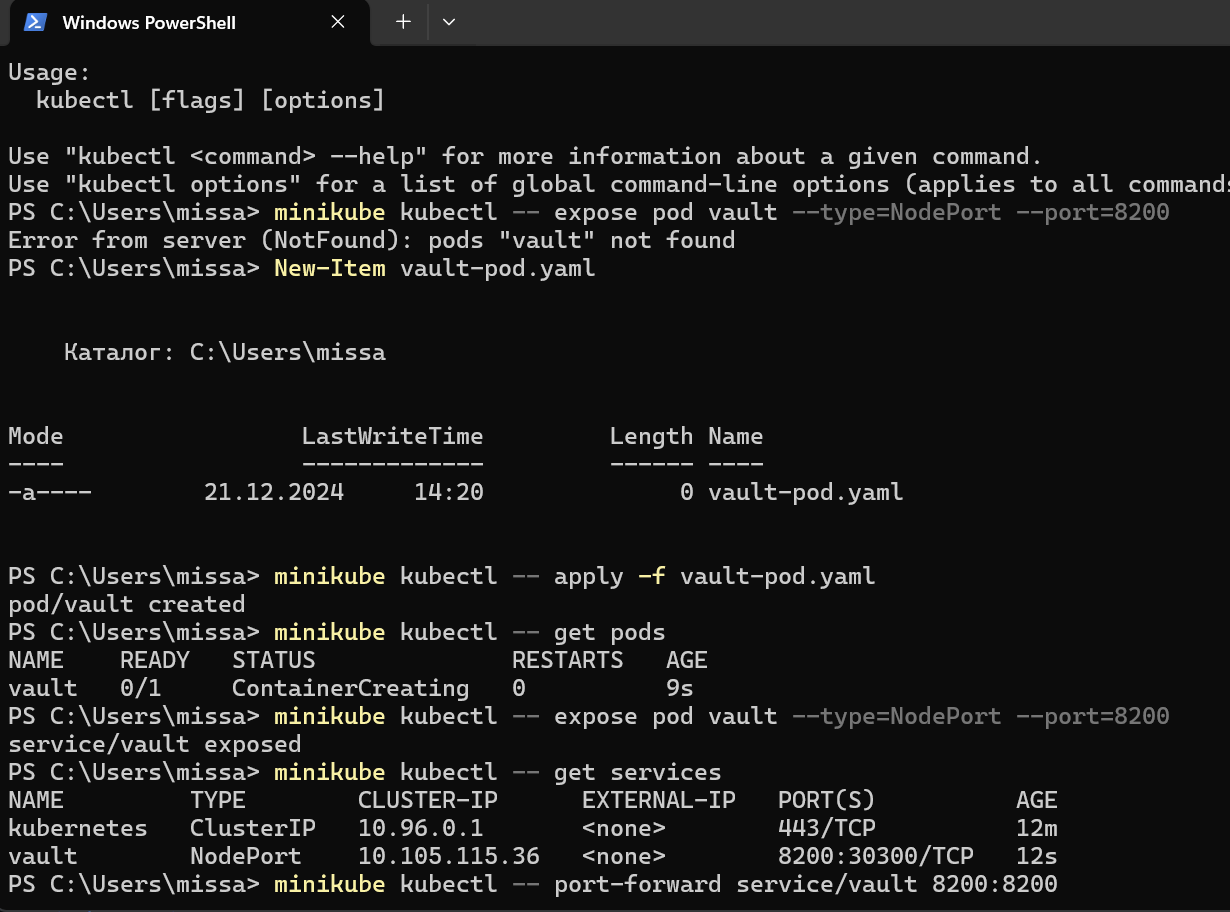 Windows PowerShell
Usage:
  kubectl [flags] [options]
Use "kubectl <command> --help" for more information about a given command.
Use "kubectl options" for a list of global command-line options (applies to all commands
PS C:\Users\missa> minikube kubectl -- expose pod vault --type=NodePort --port=8200
Error from server (NotFound): pods "vault" not found
PS C:\Users\missa> New-Item vault-pod.yaml
    Каталог: C:\Users\missa
Mode                 LastWriteTime         Length Name
----                 -------------         ------ ----
-a----        21.12.2024     14:20              0 vault-pod.yaml
PS C:\Users\missa> minikube kubectl -- apply -f vault-pod.yaml
pod/vault created
PS C:\Users\missa> minikube kubectl -- get pods
NAME    READY   STATUS              RESTARTS   AGE
vault   0/1     ContainerCreating   0          9s
PS C:\Users\missa> minikube kubectl -- expose pod vault --type=NodePort --port=8200
service/vault exposed
PS C:\Users\missa> minikube kubectl -- get services
NAME         TYPE        CLUSTER-IP      EXTERNAL-IP   PORT(S)          AGE
kubernetes   ClusterIP   10.96.0.1       <none>        443/TCP          12m
vault        NodePort    10.105.115.36   <none>        8200:30300/TCP   12s
PS C:\Users\missa> minikube kubectl -- port-forward service/vault 8200:8200